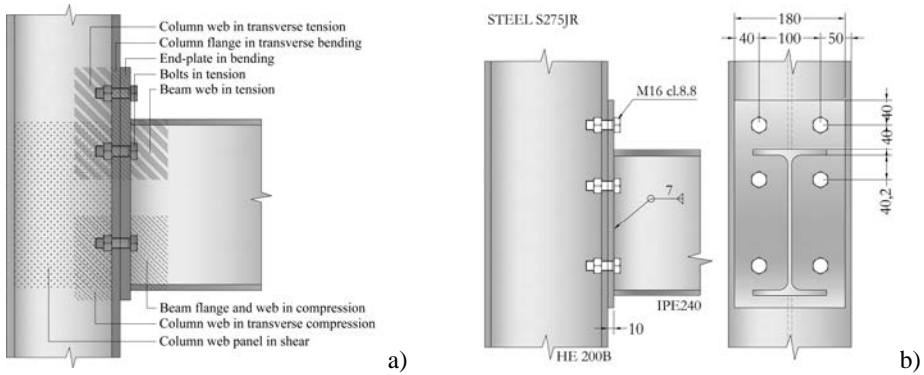 Column web in transverse tension
Column flange in transverse bending
End-plate in bending
Bolts in tension
Beam web in tension
Beam flange and web in compression
Column web in transverse compression
Column web panel in shear
a)
STEEL S275JR
M16 cl.8.8
7
IPE240
10
HE 200B
180
40 100 50
40
40
40,2
b)